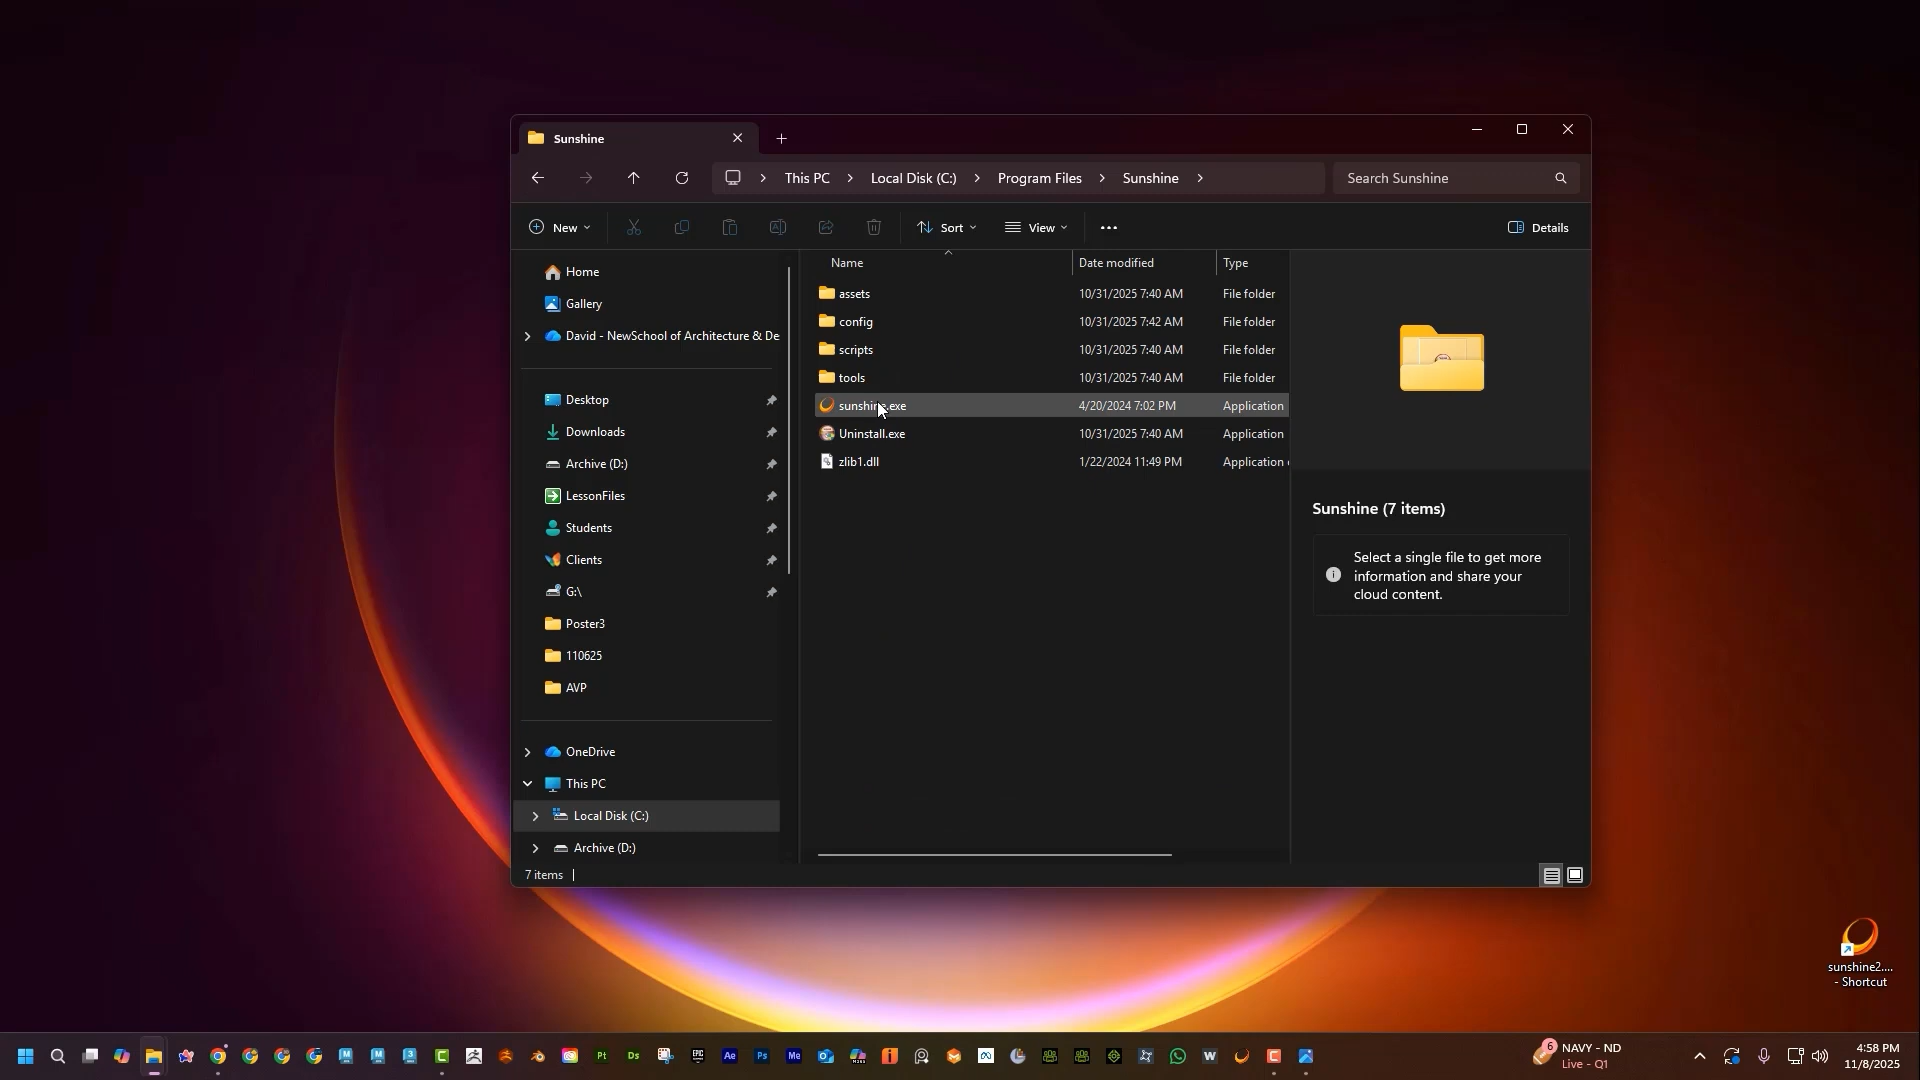 Sunshine
This PC
Local Disk (C:)
Program Files
Sunshine
Search Sunshine
New
Sort
View
Details
Home
Gallery
David - NewSchool of Architecture & De
Desktop
Downloads
Archive (D:)
LessonFiles
Students
Clients
G:\
Poster3
110625
AVP
OneDrive
This PC
Local Disk (C:)
Archive (D:)
Name Date modified Type
assets 10/31/2025 7:40 AM File folder
config 10/31/2025 7:42 AM File folder
scripts 10/31/2025 7:40 AM File folder
tools 10/31/2025 7:40 AM File folder
sunshine.exe 4/20/2024 7:02 PM Application
Uninstall.exe 10/31/2025 7:40 AM Application
zlib1.dll 1/22/2024 11:49 PM Application
Sunshine (7 items)
Select a single file to get more
information and share your
cloud content.
7 items
sunshine2....
- Shortcut
Pt
Ds
EPIC
Ae
Ps
Me
W
6
NAVY - ND
Live - Q1
4:58 PM
11/8/2025